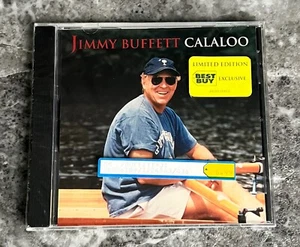 JIMMY BUFFETT CALALOO
LIMITED EDITION
BEST
BUY
EXCLUSIVE